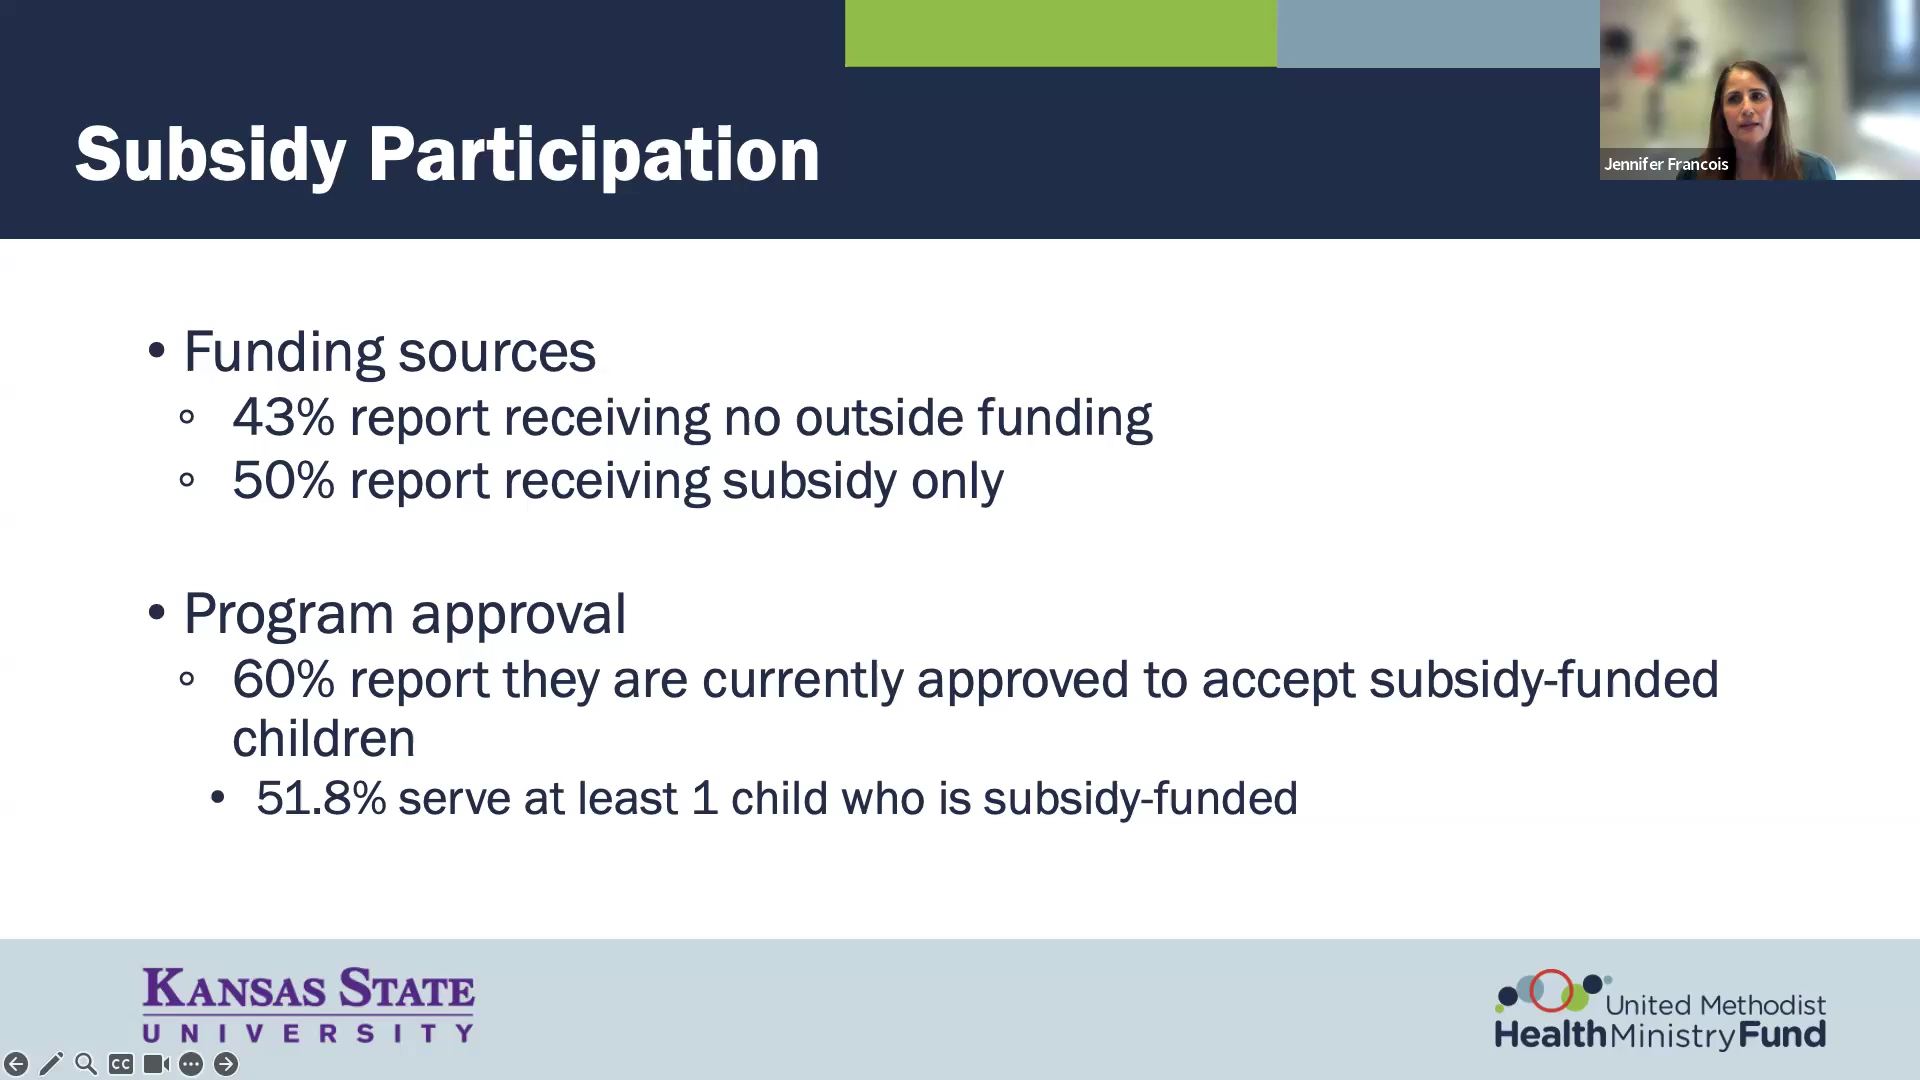 Jennifer Francois
Subsidy Participation
• Funding sources
◦ 43% report receiving no outside funding
◦ 50% report receiving subsidy only
• Program approval
◦ 60% report they are currently approved to accept subsidy-funded
children
• 51.8% serve at least 1 child who is subsidy-funded
KANSAS STATE
UNIVERSITY
United Methodist
HealthMinistryFund
CC